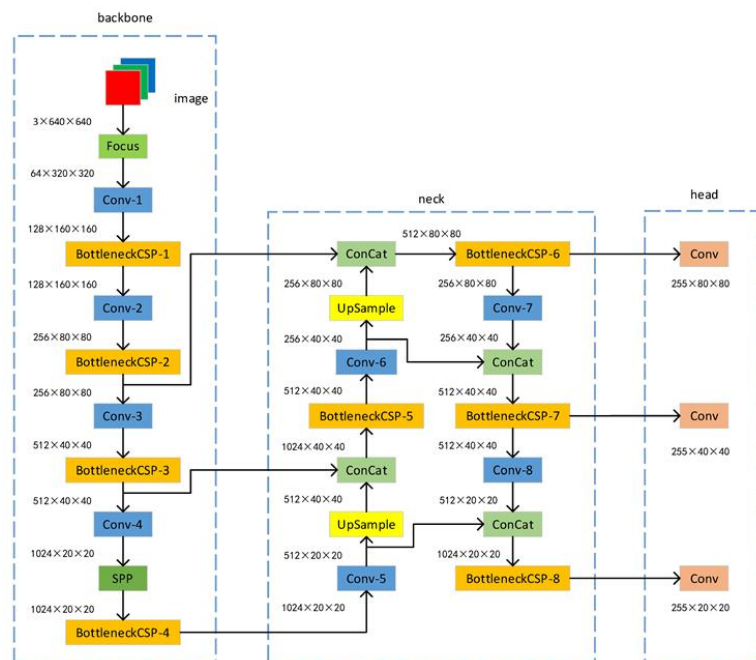 backbone
image
3×640×640
Focus
64×320×320
Conv-1
128×160×160
BottleneckCSP-1
128×160×160
Conv-2
256×80×80
BottleneckCSP-2
256×80×80
Conv-3
512×40×40
BottleneckCSP-3
512×40×40
Conv-4
1024×20×20
SPP
1024×20×20
BottleneckCSP-4
neck
ConCat
256×80×80
UpSample
256×40×40
Conv-6
512×40×40
BottleneckCSP-5
1024×40×40
ConCat
512×40×40
UpSample
512×20×20
Conv-5
1024×20×20
512×80×80
BottleneckCSP-6
256×80×80
Conv-7
256×40×40
ConCat
512×40×40
BottleneckCSP-7
512×40×40
Conv-8
512×20×20
ConCat
1024×20×20
BottleneckCSP-8
head
Conv
255×80×80
Conv
255×40×40
Conv
255×20×20